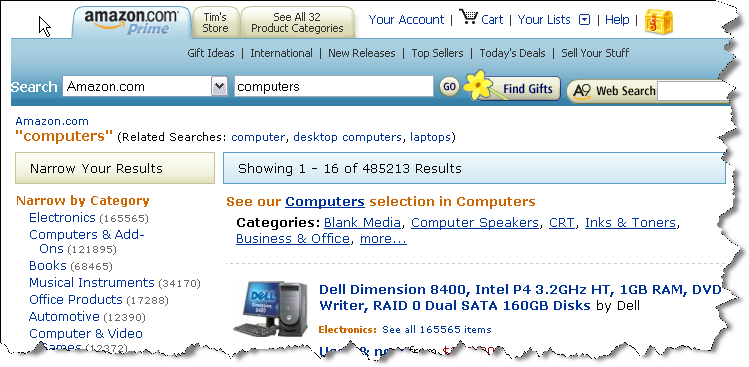 amazon.com Prime
Tim's Store
See All 32 Product Categories
Your Account | Cart | Your Lists | Help |
Gift Ideas | International | New Releases | Top Sellers | Today's Deals | Sell Your Stuff
Search Amazon.com computers GO Find Gifts A9 Web Search
Amazon.com
"computers" (Related Searches: computer, desktop computers, laptops)
Narrow Your Results
Showing 1 - 16 of 485213 Results
Narrow by Category
Electronics (165565)
Computers & Add-
Ons (121895)
Books (68465)
Musical Instruments (34170)
Office Products (17288)
Automotive (12390)
Computer & Video
Games (12372)
See our Computers selection in Computers
Categories: Blank Media, Computer Speakers, CRT, Inks & Toners,
Business & Office, more...
DELL
Dimension
8400
Dell Dimension 8400, Intel P4 3.2GHz HT, 1GB RAM, DVD
Writer, RAID 0 Dual SATA 160GB Disks by Dell
Electronics: See all 165565 items